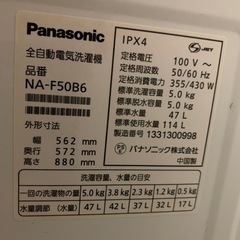 Panasonic
全自動電気洗濯機
品番
NA-F50B6
外形寸法
幅 562 mm
奥行 572 mm
高さ 880 mm
IPX4
JET
定格電圧 100 V〜
定格周波数 50/60 Hz
定格消費電力 355/430 W
標準洗濯容量 5.0 kg
標準脱水容量 5.0 kg
標準水量 47 L
標準使用水量 114 L
製造番号 1331300998
パナソニック株式会社
中国製
洗濯容量、水量の目安
一回の洗濯物の量 5.0 kg 3.8 kg 2.3 kg 1.2 kg 0.5 kg
水量調節 (水量) 47 L 42 L 37 L 32 L 17 L